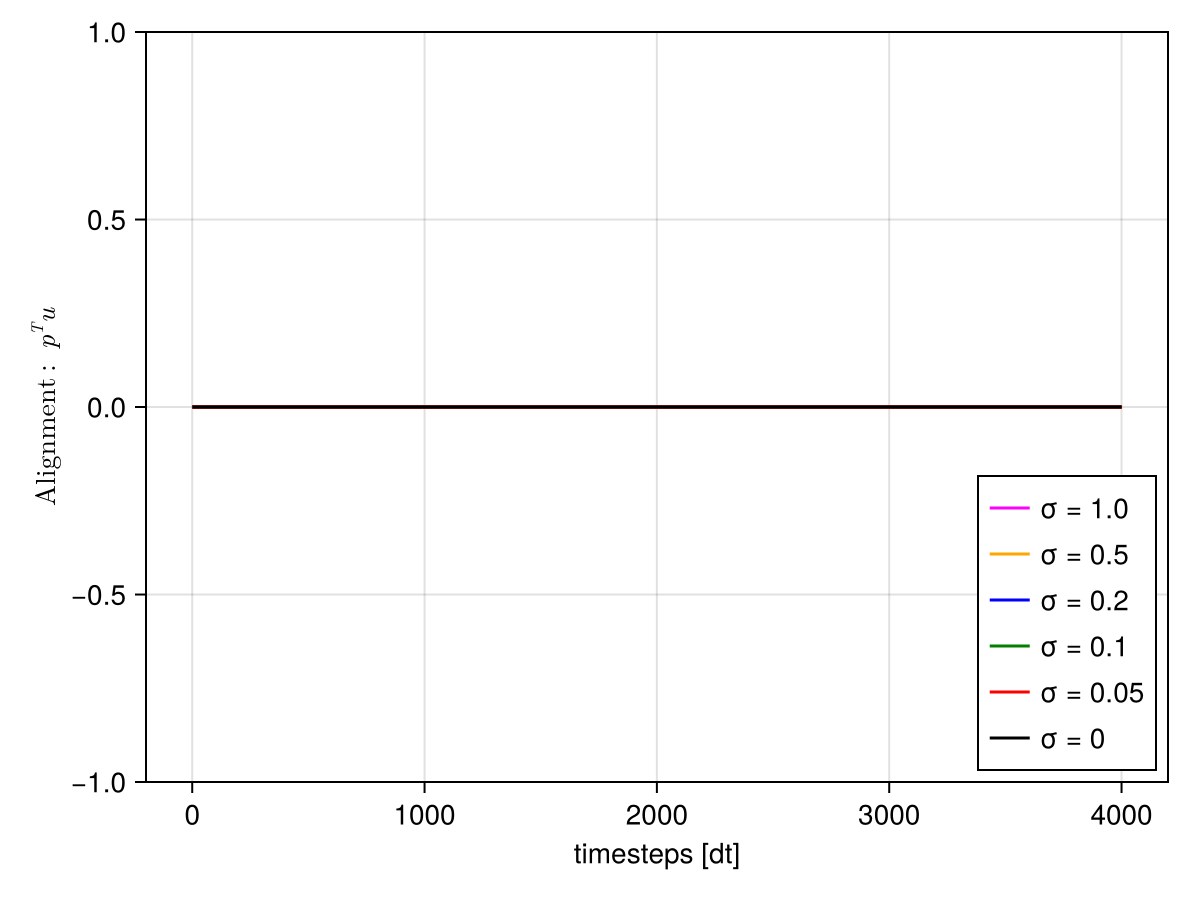 1.0
0.5
0.0
−0.5
−1.0
Alignment: p^T u
0 1000 2000 3000 4000
timesteps [dt]
σ = 1.0
σ = 0.5
σ = 0.2
σ = 0.1
σ = 0.05
σ = 0